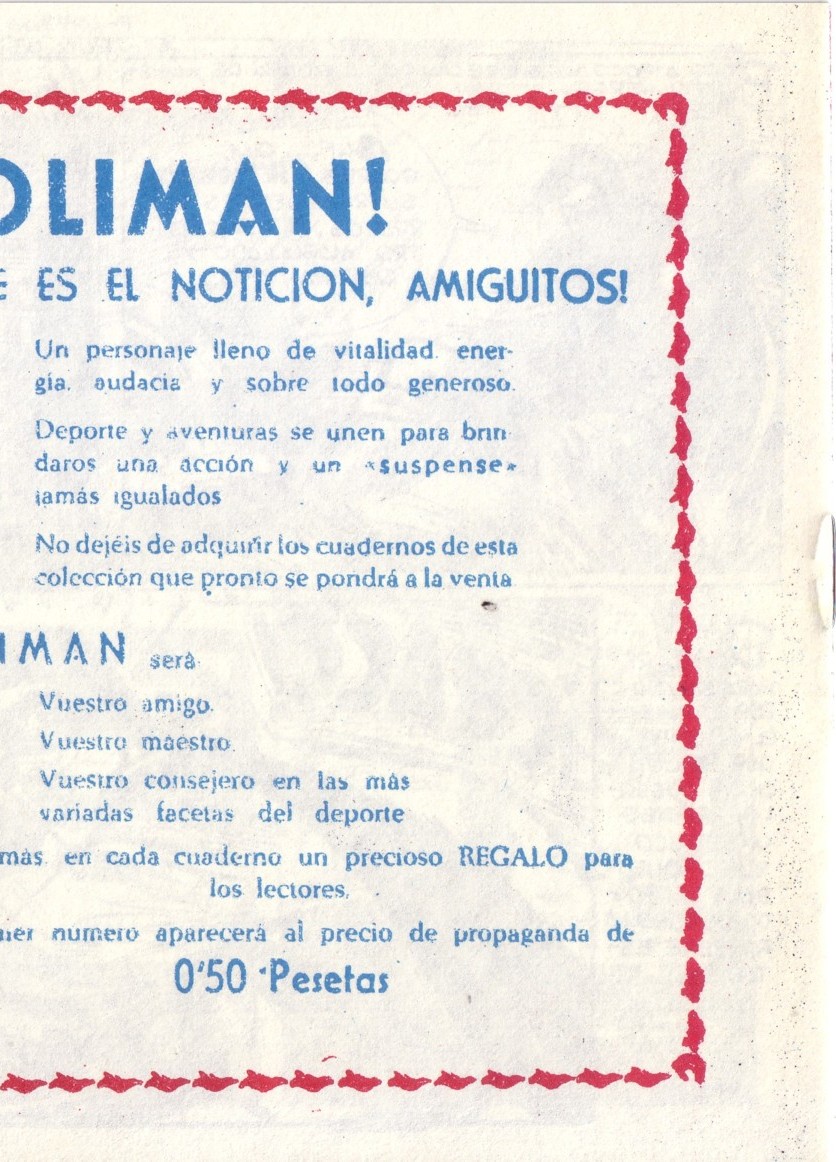 OLIMAN!
E ES EL NOTICION, AMIGUITOS!
Un personaje lleno de vitalidad. ener-
gía, audacia y sobre todo generoso.
Deporte y aventuras se unen para brin-
daros una acción y un «suspense»
jamás igualados
No dejéis de adquirir los cuadernos de esta
colección que pronto se pondrá a la venta
IMAN será:
Vuestro amigo.
Vuestro maestro.
Vuestro consejero en las más
variadas facetas del deporte
más, en cada cuaderno un precioso REGALO para
los lectores.
mer numero aparecerá al precio de propaganda de
0'50 Pesetas